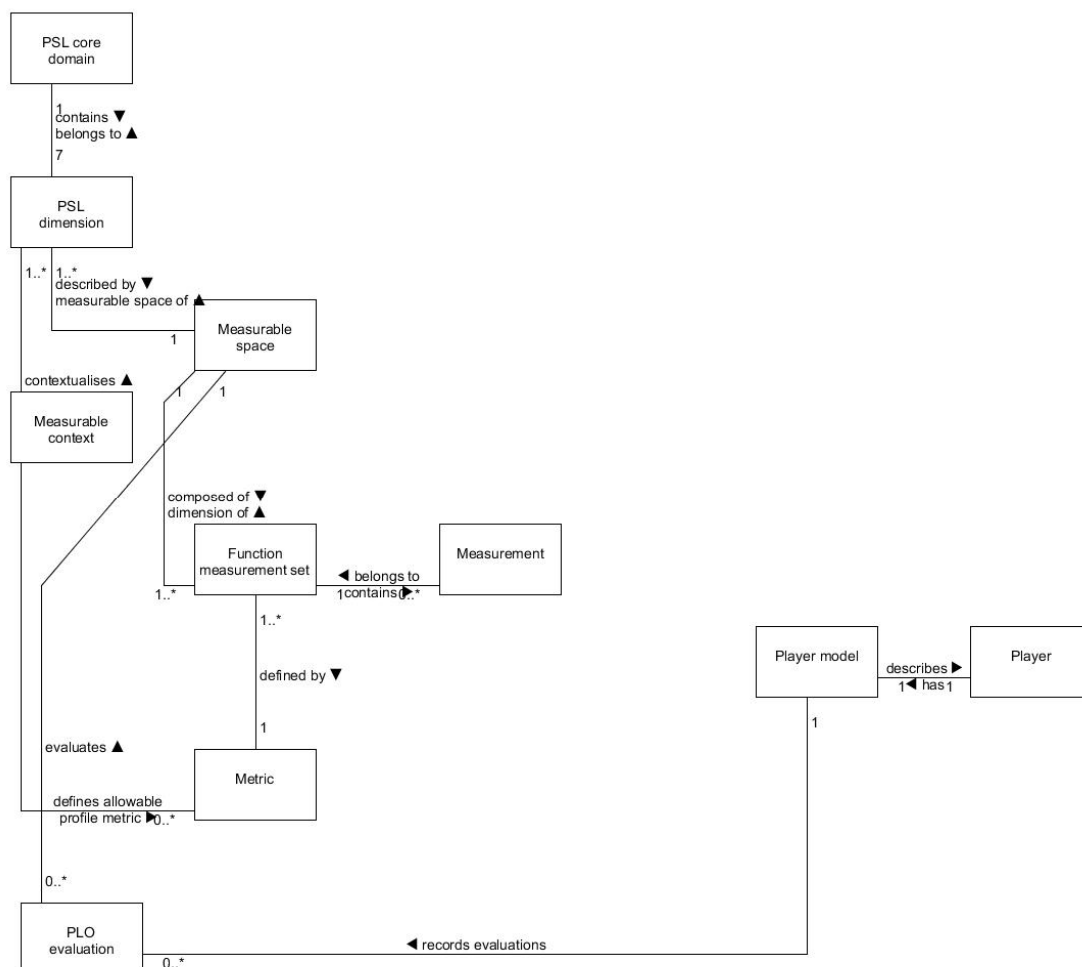 PSL core
domain
1
contains ▼
belongs to ▲
7
PSL
dimension
1..* 1..*
described by ▼
measurable space of ▲
1
Measurable
space
1 1
contextualises ▲
Measurable
context
composed of ▼
dimension of ▲
Function
measurement set
1..*
Measurement
◄ belongs to
contains ►
1 0..*
1..*
defined by ▼
1
Player model
Player
describes ►
1 ◄ has 1
1
evaluates ▲
Metric
defines allowable
profile metric ► 0..*
0..*
PLO
evaluation
◄ records evaluations
0..*